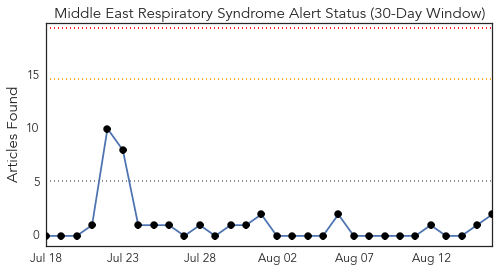 Middle East Respiratory Syndrome Alert Status (30-Day Window)
Articles Found
15
10
5
0
Jul 18
Jul 23
Jul 28
Aug 02
Aug 07
Aug 12